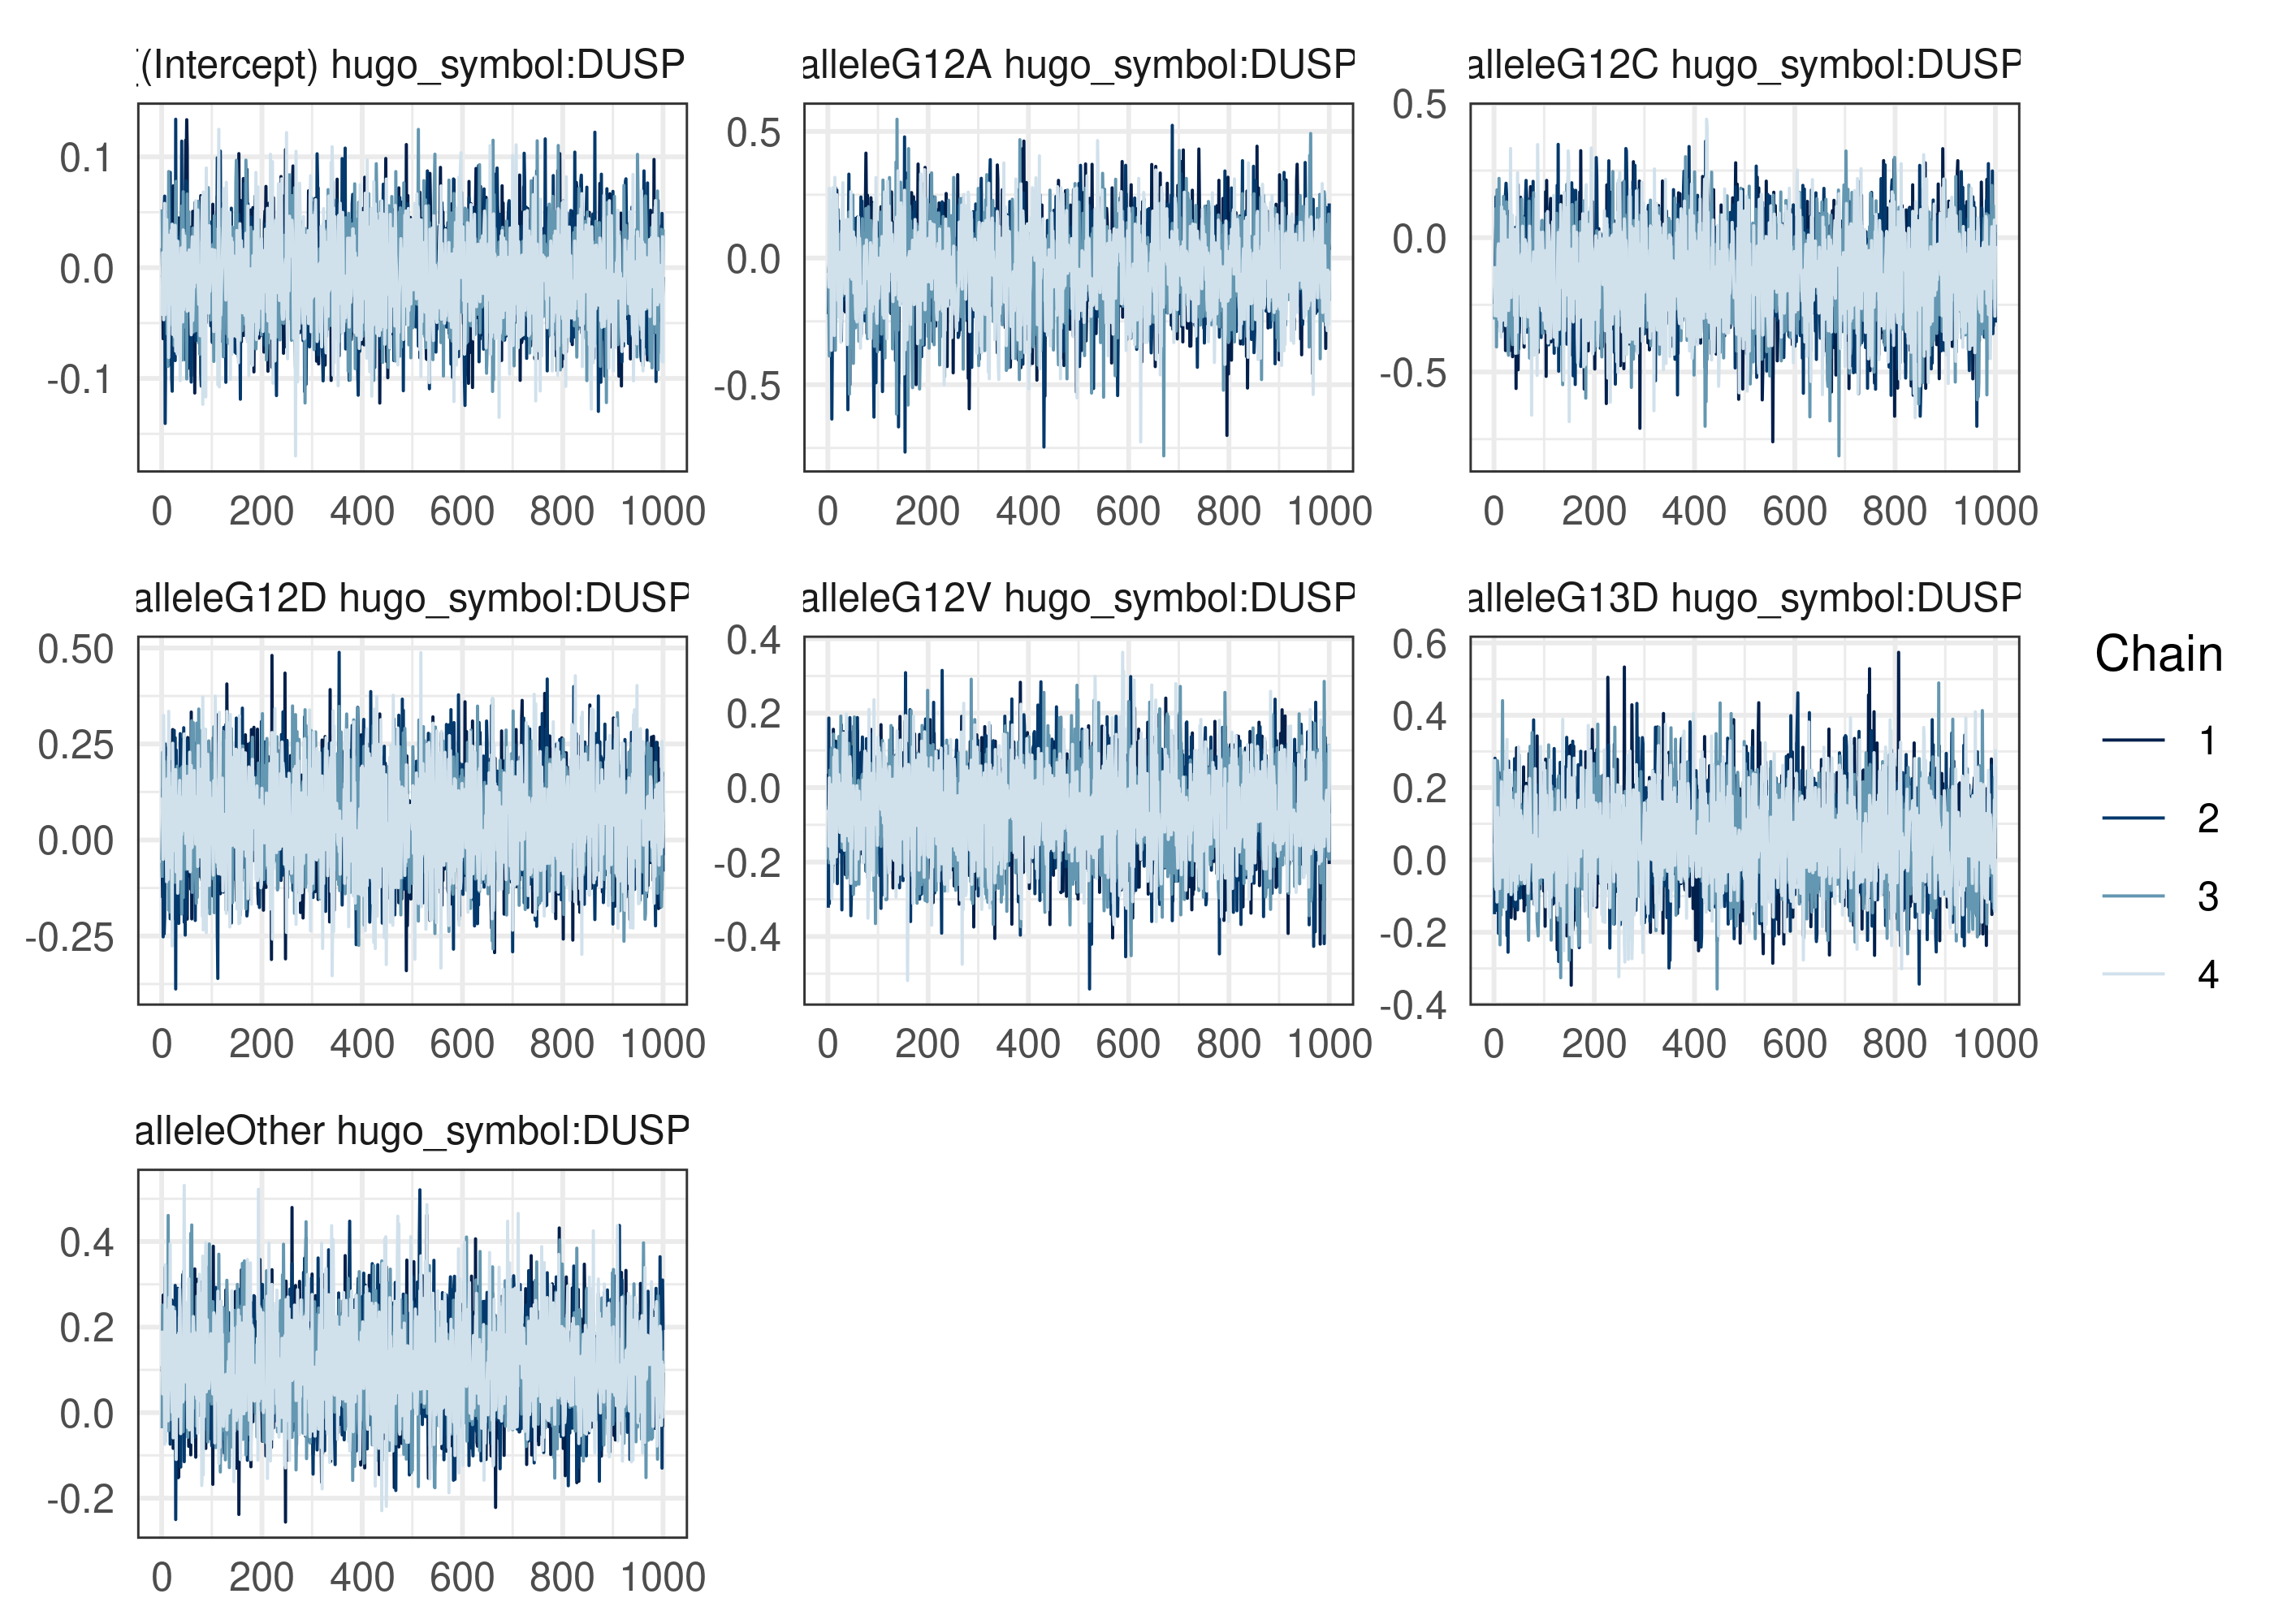 (Intercept) hugo_symbol:DUSP
0.1
0.0
-0.1
0 200 400 600 800 1000
alleleG12A hugo_symbol:DUSP
0.5
0.0
-0.5
0 200 400 600 800 1000
alleleG12C hugo_symbol:DUSP
0.5
0.0
-0.5
0 200 400 600 800 1000
alleleG12D hugo_symbol:DUSP
0.50
0.25
0.00
-0.25
0 200 400 600 800 1000
alleleG12V hugo_symbol:DUSP
0.4
0.2
0.0
-0.2
-0.4
0 200 400 600 800 1000
alleleG13D hugo_symbol:DUSP
0.6
0.4
0.2
0.0
-0.2
-0.4
0 200 400 600 800 1000
alleleOther hugo_symbol:DUSP
0.4
0.2
0.0
-0.2
0 200 400 600 800 1000
Chain
1
2
3
4